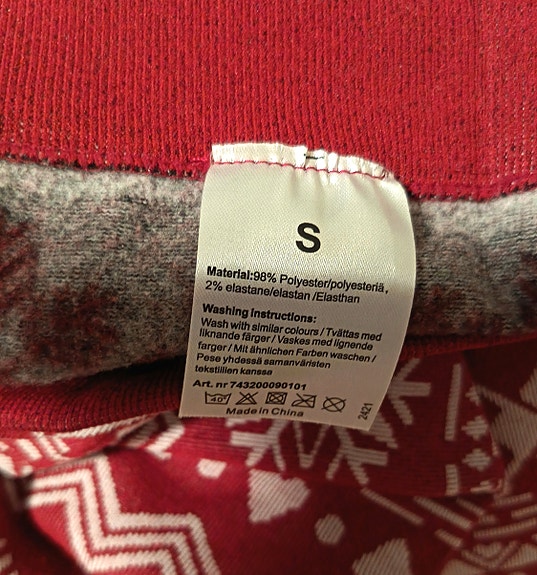 S
Material:98% Polyester/polyesteriä,
2% elastane/elastan /Elasthan
Washing instructions:
Wash with similar colours / Tvättas med
liknande färger / Vaskes med lignende
farger / Mit ähnlichen Farben waschen /
Pese yhdessä samanväristen
tekstiilien kanssa
Art. nr 743200090101
40
Made in China
2421